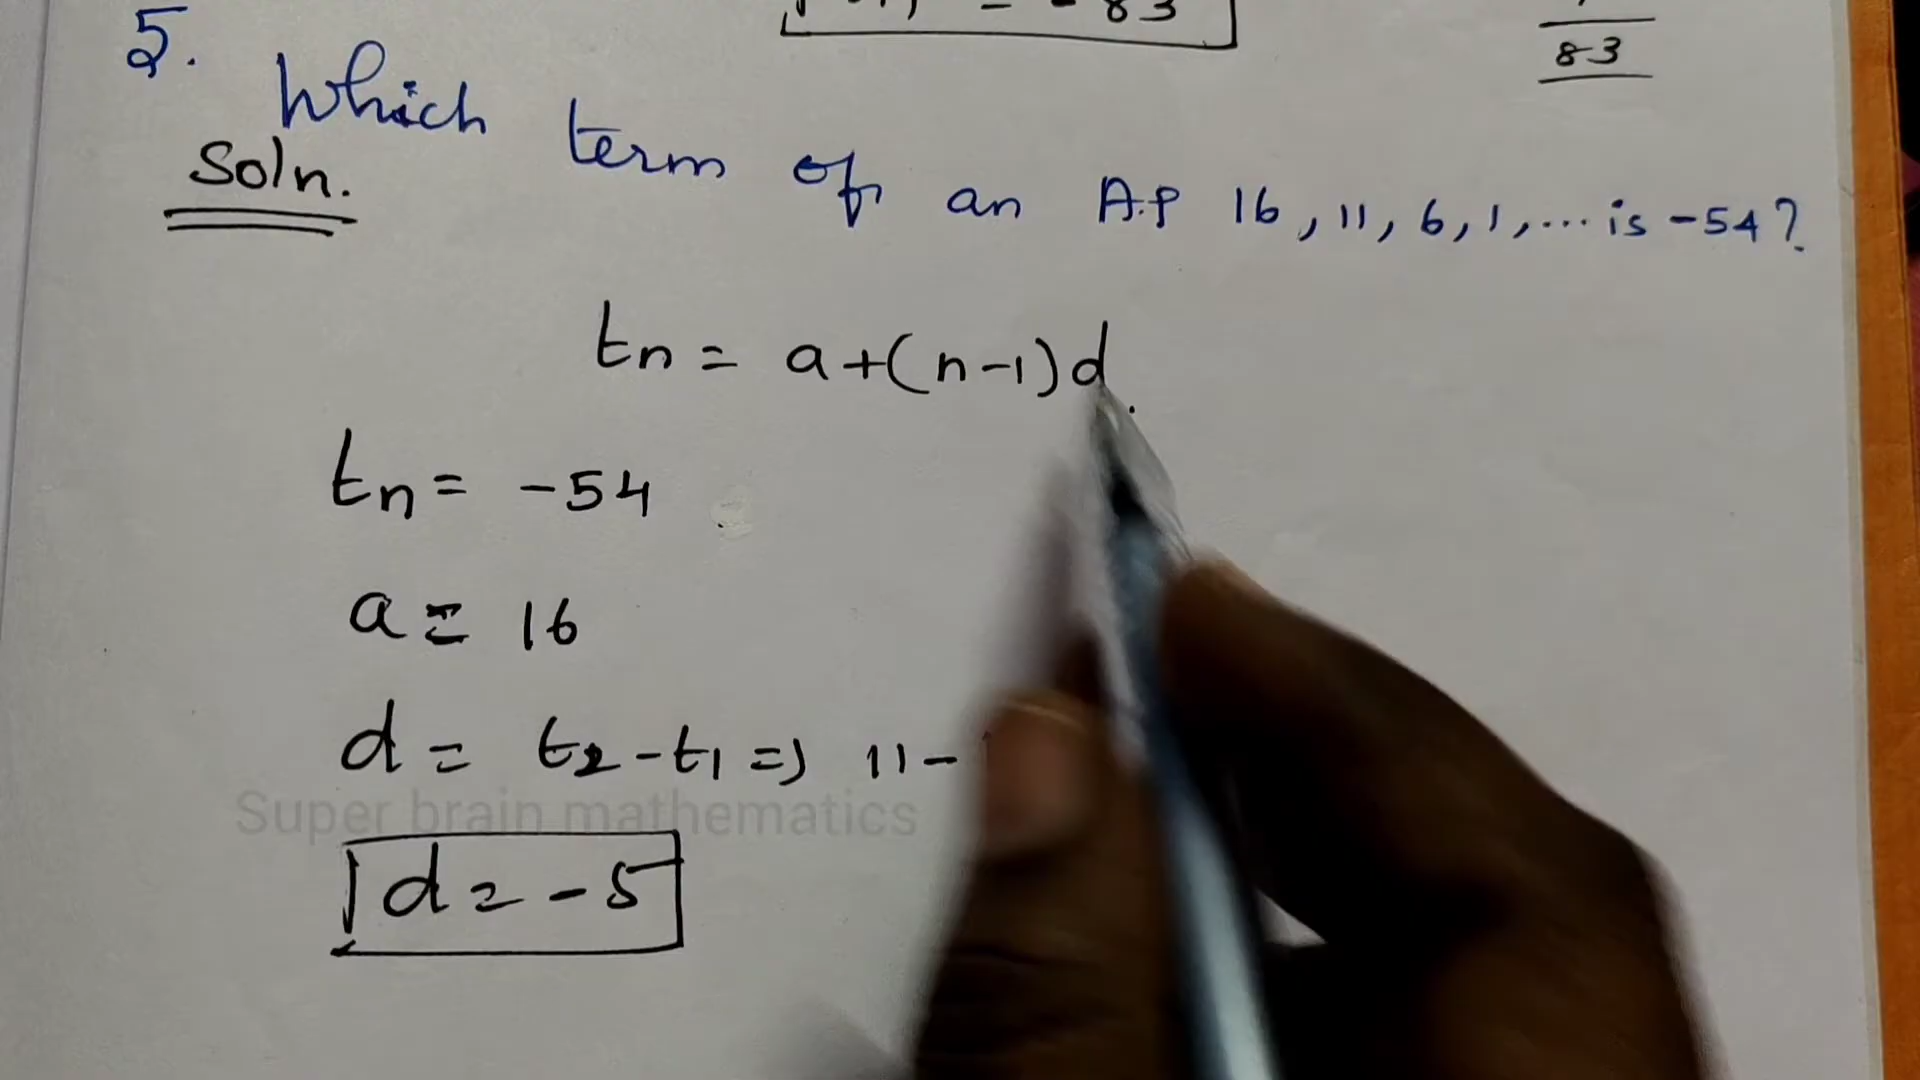 = - 83
83
5. Which term of an A.P 16, 11, 6, 1, ... is -54?
Soln.
tn = a+(n-1)d
tn = -54
a = 16
d = t2 - t1 => 11 -
Super brain mathematics
d = -5